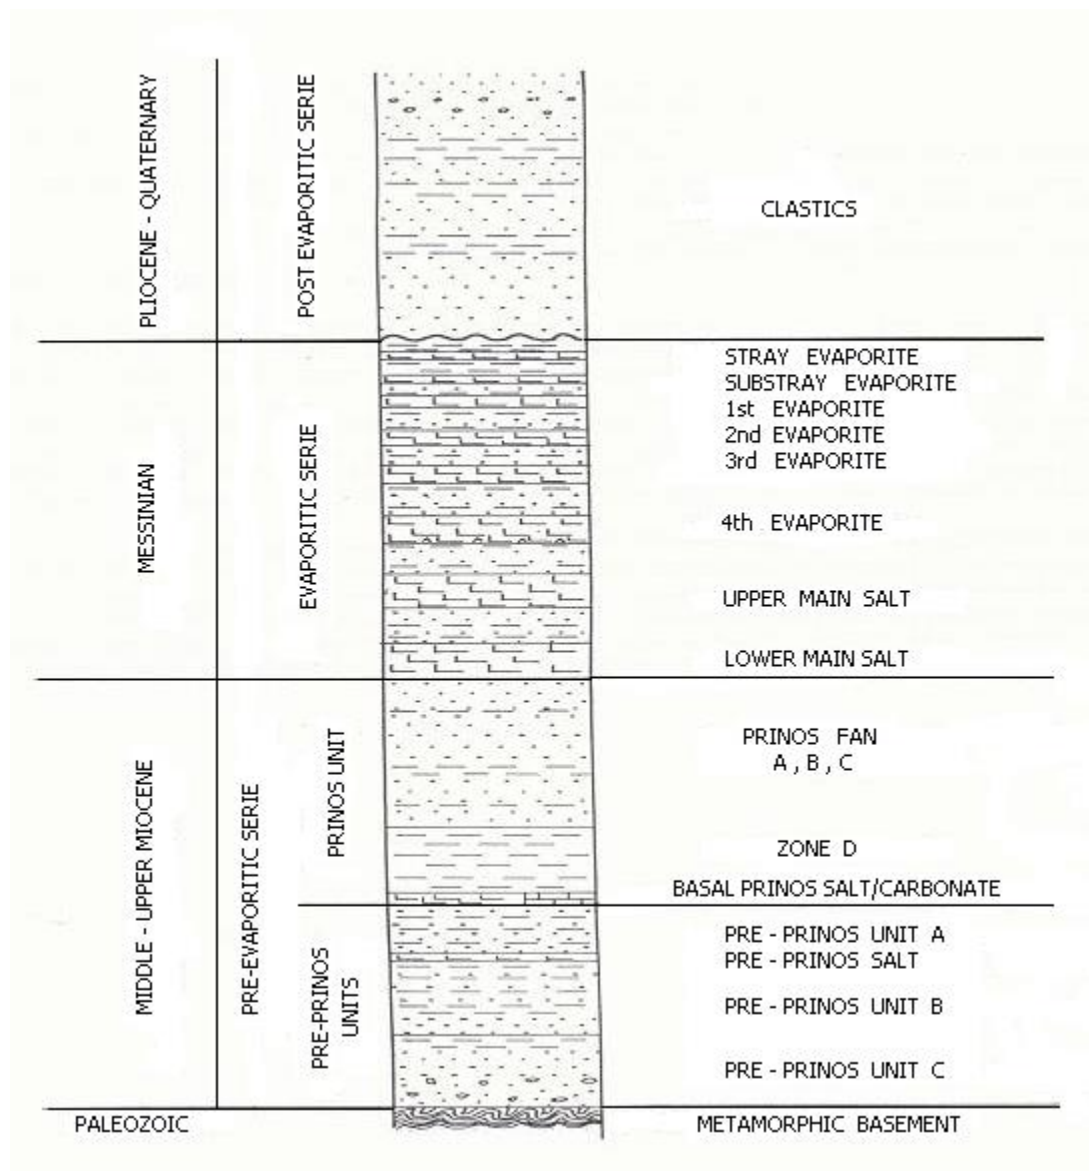 PLIOCENE - QUATERNARY
POST EVAPORITIC SERIE
CLASTICS
MESSINIAN
EVAPORITIC SERIE
STRAY EVAPORITE
SUBSTRAY EVAPORITE
1st EVAPORITE
2nd EVAPORITE
3rd EVAPORITE
4th EVAPORITE
UPPER MAIN SALT
LOWER MAIN SALT
MIDDLE - UPPER MIOCENE
PRE-EVAPORITIC SERIE
PRINOS UNIT
PRINOS FAN
A , B , C
ZONE D
BASAL PRINOS SALT/CARBONATE
PRE-PRINOS
UNITS
PRE - PRINOS UNIT A
PRE - PRINOS SALT
PRE - PRINOS UNIT B
PRE - PRINOS UNIT C
PALEOZOIC
METAMORPHIC BASEMENT